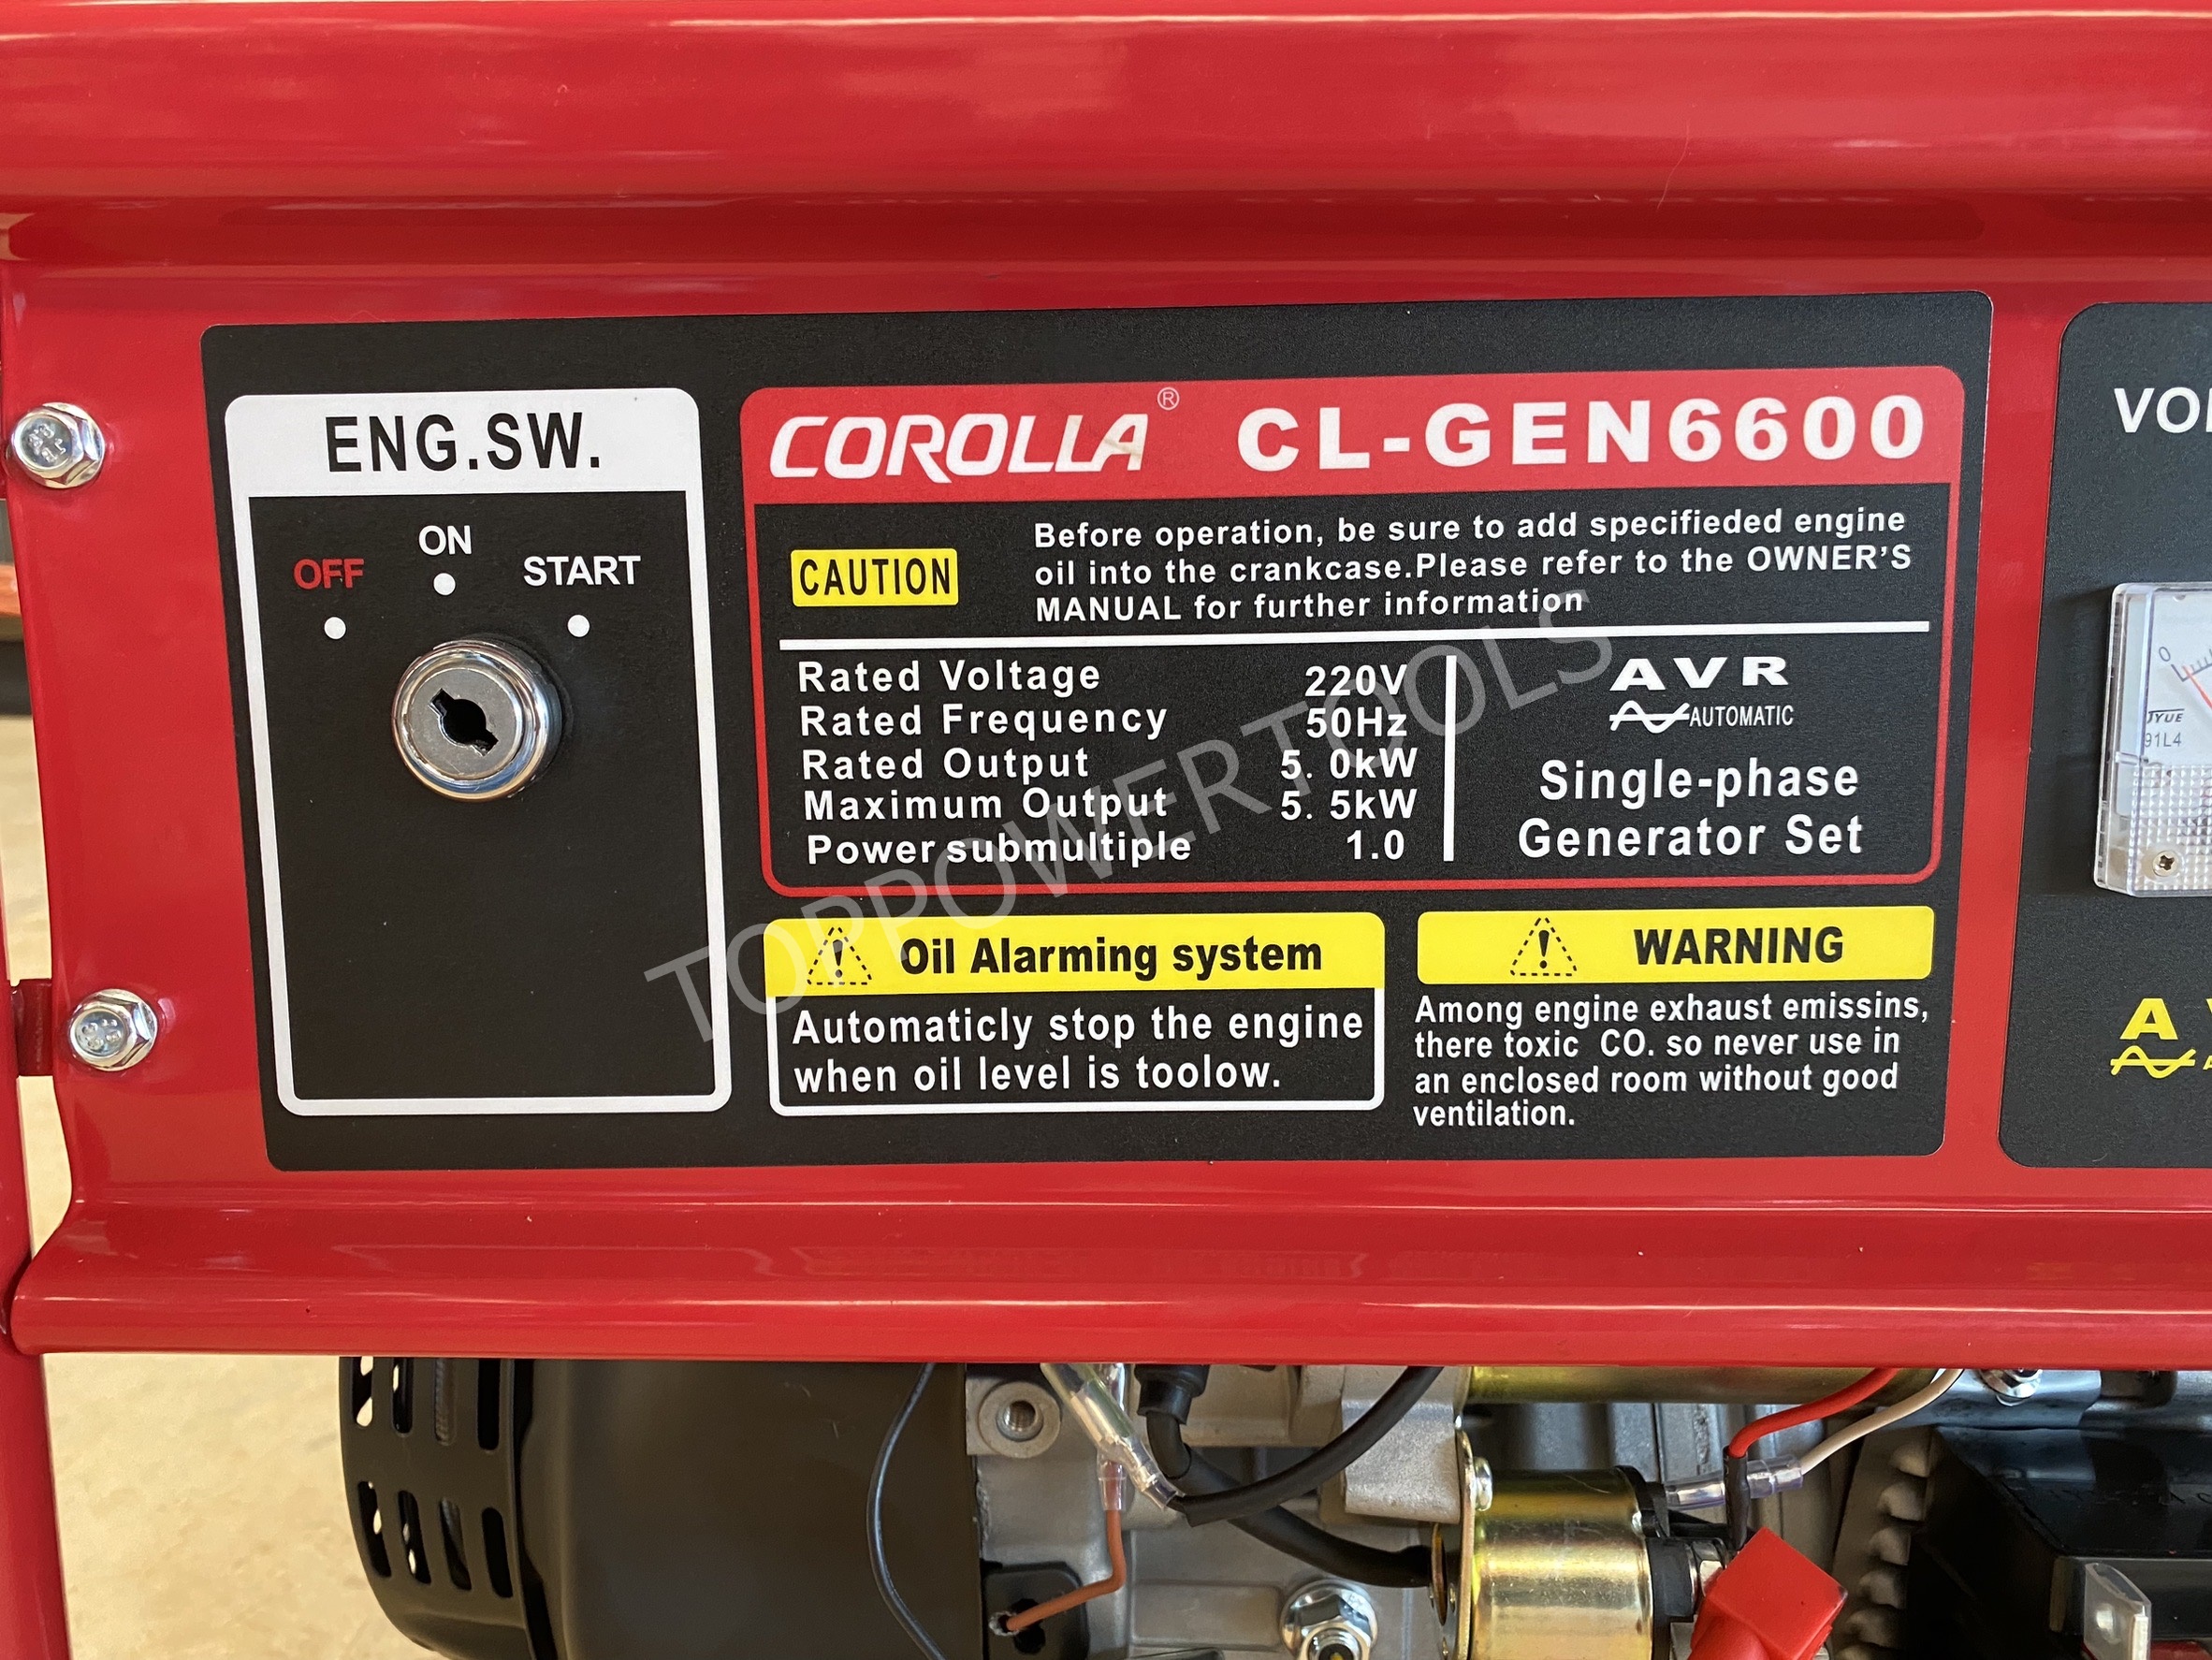 ENG.SW.
OFF
ON
START
COROLLA® CL-GEN6600
CAUTION
Before operation, be sure to add specifieded engine
oil into the crankcase.Please refer to the OWNER'S
MANUAL for further information
Rated Voltage 220V
Rated Frequency 50Hz
Rated Output 5.0kW
Maximum Output 5.5kW
Power submultiple 1.0
AVR
AUTOMATIC
Single-phase
Generator Set
! Oil Alarming system
Automaticly stop the engine
when oil level is toolow.
! WARNING
Among engine exhaust emissins,
there toxic CO. so never use in
an enclosed room without good
ventilation.
TOPPOWERTOOLS
0
91L4
A